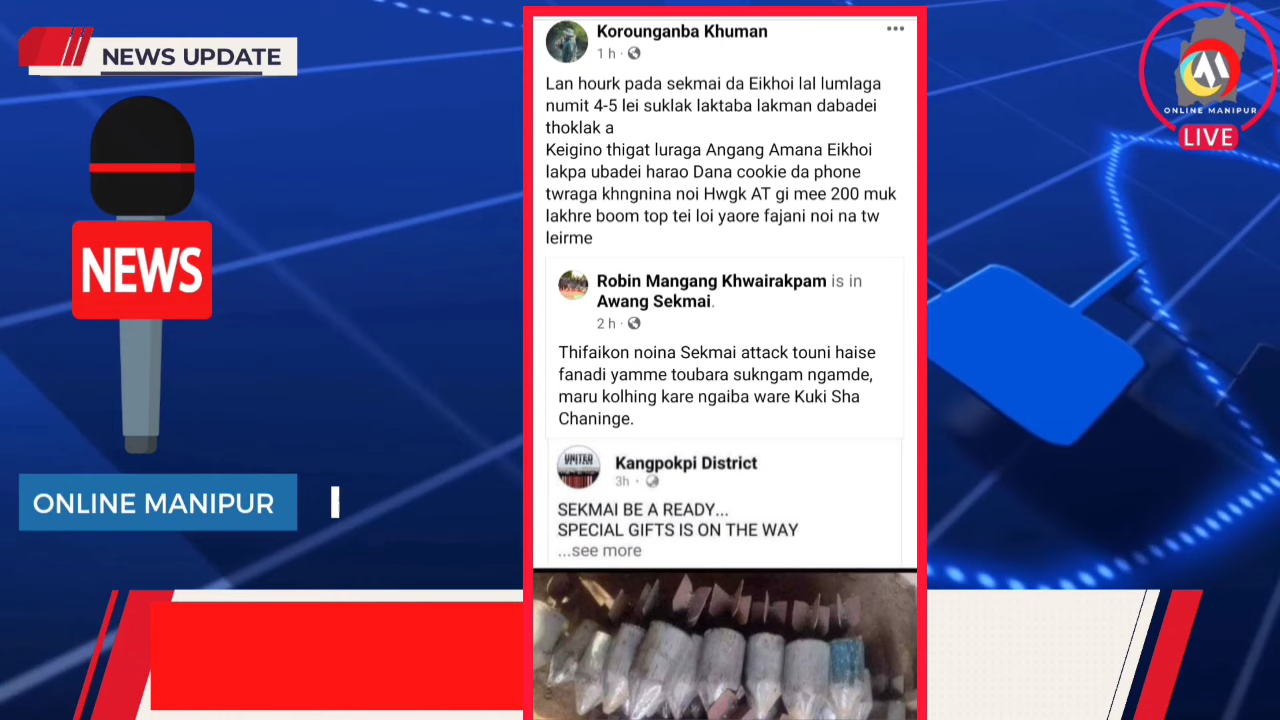 NEWS UPDATE
NEWS
ONLINE MANIPUR
Korounganba Khuman
1 h
Lan hourk pada sekmai da Eikhoi lal lumlaga
numit 4-5 lei suklak laktaba lakman dabadei
thoklak a
Keigino thigat luraga Angang Amana Eikhoi
lakpa ubadei harao Dana cookie da phone
twraga khngnina noi Hwgk AT gi mee 200 muk
lakhre boom top tei loi yaore fajani noi na tw
leirme
Robin Mangang Khwairakpam is in
Awang Sekmai.
2 h
Thifaikon noina Sekmai attack touni haise
fanadi yamme toubara sukngam ngamde,
maru kolhing kare ngaiba ware Kuki Sha
Chaninge.
UNITED
Kangpokpi District
3h
SEKMAI BE A READY...
SPECIAL GIFTS IS ON THE WAY
...see more
ONLINE MANIPUR
LIVE